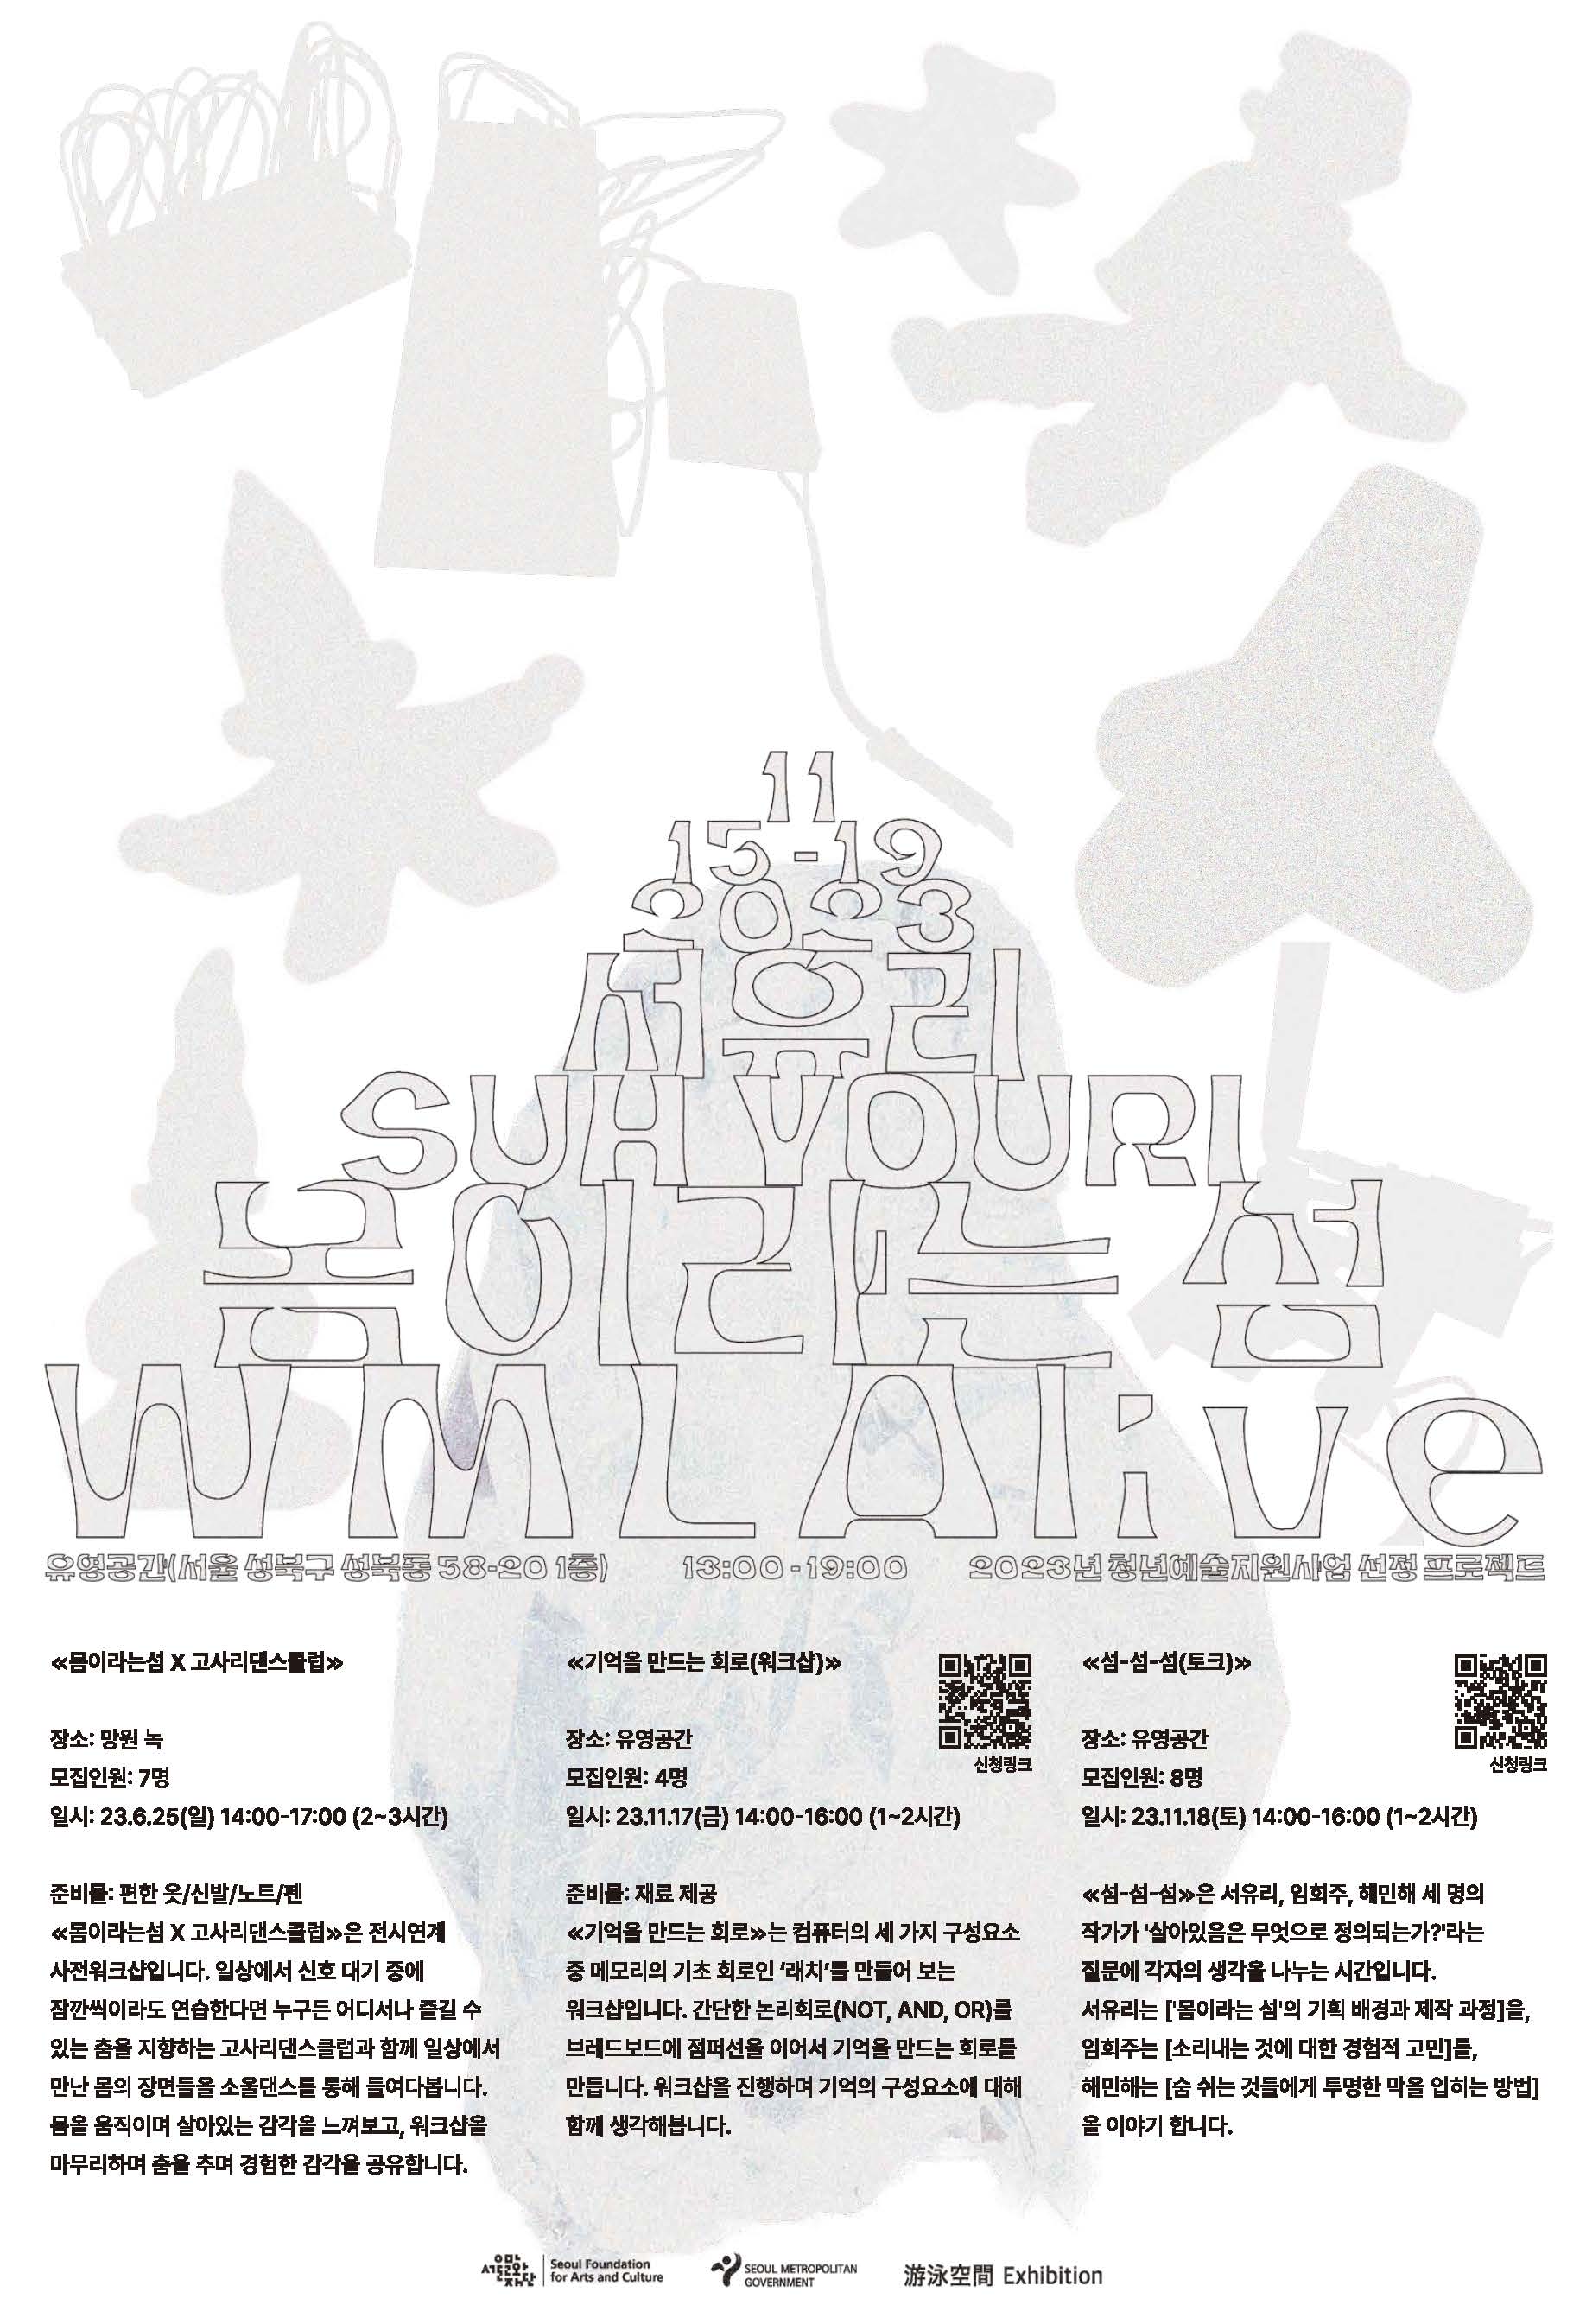 11
15-19
2023
서유리
SUH YOURI
몸이라는 섬
WML Alive
유영공간(서울 성북구 성북동 58-20 1층) 13:00-19:00 2023년 청년예술지원사업 선정 프로젝트
≪몸이라는섬 X 고사리댄스클럽≫
장소: 망원 녹
모집인원: 7명
일시: 23.6.25(일) 14:00-17:00 (2~3시간)
준비물: 편한 옷/신발/노트/펜
≪몸이라는섬 X 고사리댄스클럽≫은 전시연계
사전워크샵입니다. 일상에서 신호 대기 중에
잠깐씩이라도 연습한다면 누구든 어디서나 즐길 수
있는 춤을 지향하는 고사리댄스클럽과 함께 일상에서
만난 몸의 장면들을 소울댄스를 통해 들여다봅니다.
몸을 움직이며 살아있는 감각을 느껴보고, 워크샵을
마무리하며 춤을 추며 경험한 감각을 공유합니다.
≪기억을 만드는 회로(워크샵)≫
신청링크
장소: 유영공간
모집인원: 4명
일시: 23.11.17(금) 14:00-16:00 (1~2시간)
준비물: 재료 제공
≪기억을 만드는 회로≫는 컴퓨터의 세 가지 구성요소
중 메모리의 기초 회로인 ‘래치’를 만들어 보는
워크샵입니다. 간단한 논리회로(NOT, AND, OR)를
브레드보드에 점퍼선을 이어서 기억을 만드는 회로를
만듭니다. 워크샵을 진행하며 기억의 구성요소에 대해
함께 생각해봅니다.
≪섬-섬-섬(토크)≫
신청링크
장소: 유영공간
모집인원: 8명
일시: 23.11.18(토) 14:00-16:00 (1~2시간)
≪섬-섬-섬≫은 서유리, 임희주, 해민해 세 명의
작가가 '살아있음은 무엇으로 정의되는가?'라는
질문에 각자의 생각을 나누는 시간입니다.
서유리는 ['몸이라는 섬'의 기획 배경과 제작 과정]을,
임희주는 [소리내는 것에 대한 경험적 고민]를,
해민해는 [숨 쉬는 것들에게 투명한 막을 입히는 방법]
을 이야기 합니다.
서울문화재단
Seoul Foundation
for Arts and Culture
SEOUL METROPOLITAN
GOVERNMENT
游泳空間 Exhibition